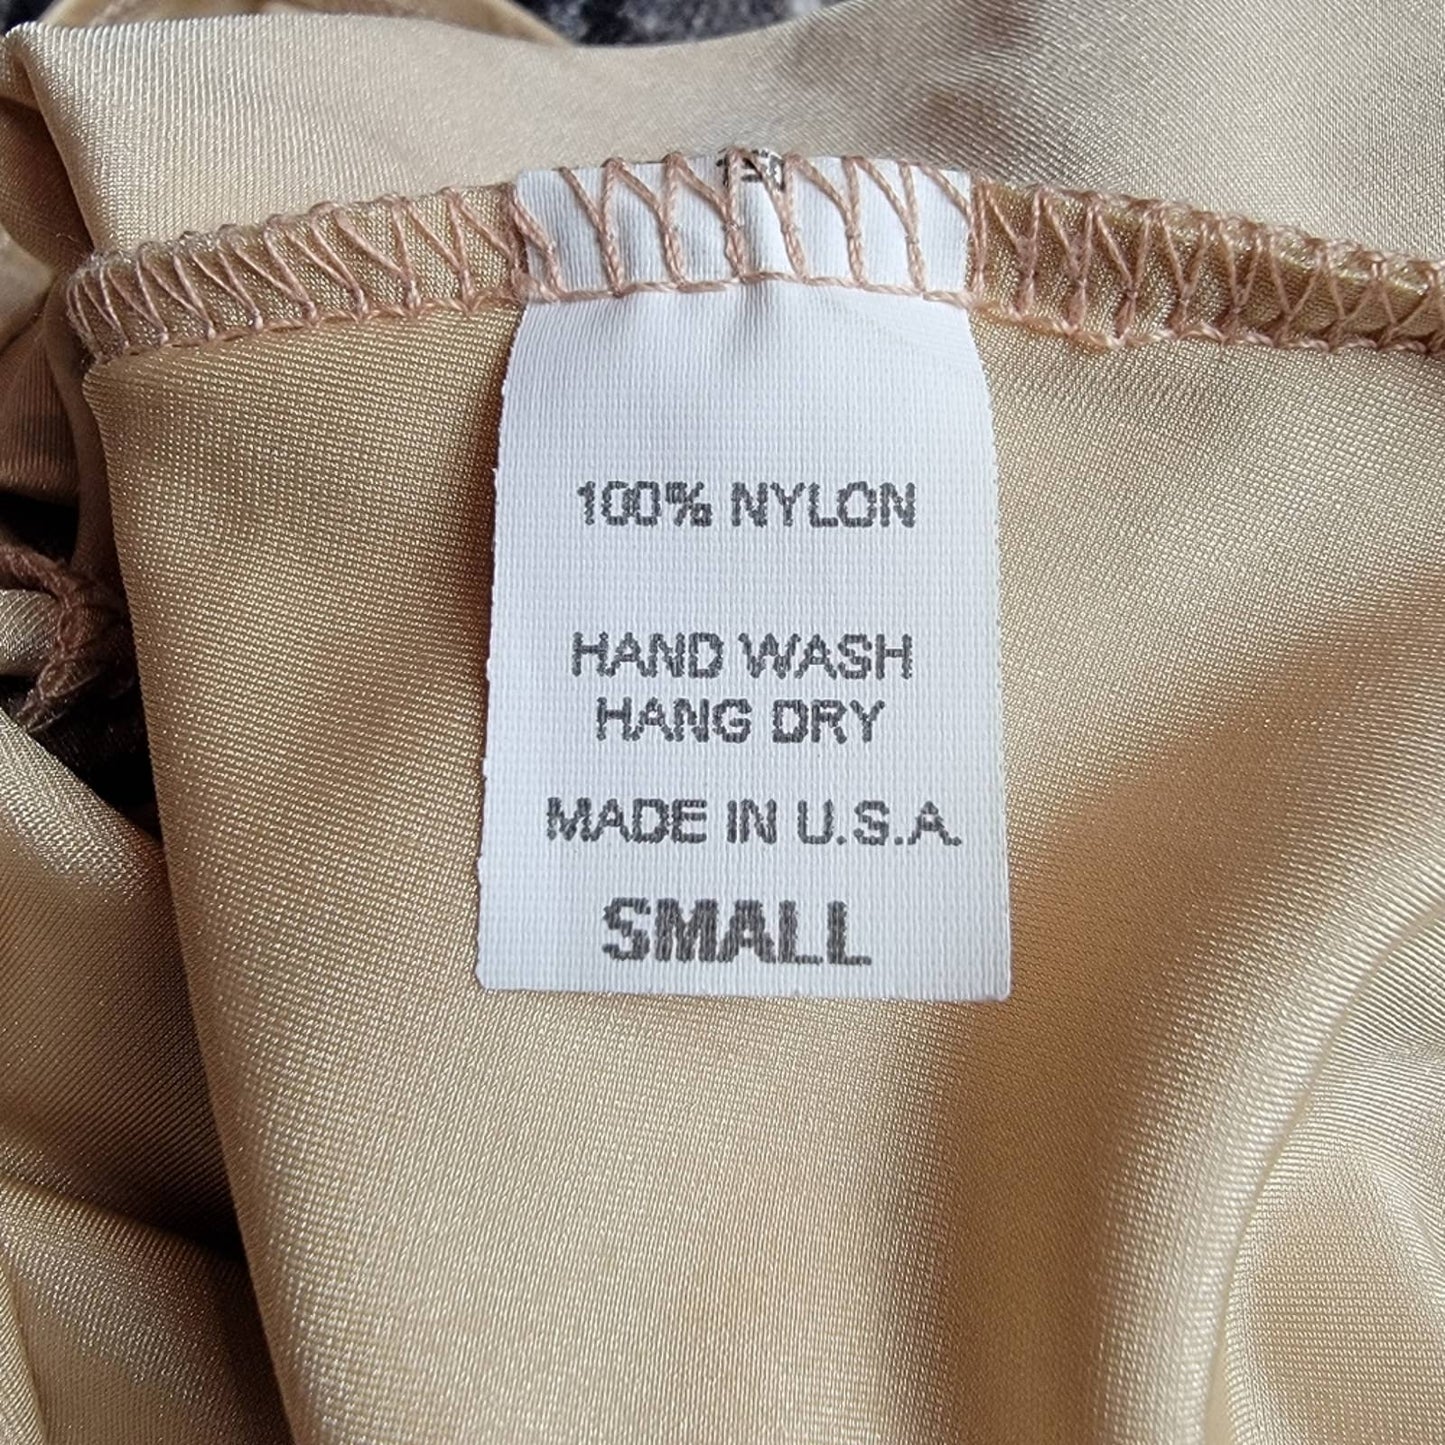 100% NYLON
HAND WASH
HANG DRY
MADE IN U.S.A.
SMALL